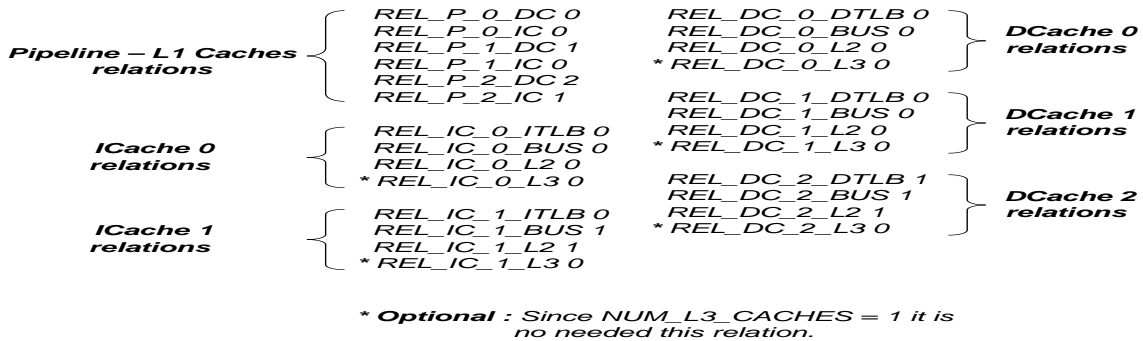 Pipeline – L1 Caches
relations
REL_P_0_DC 0
REL_P_0_IC 0
REL_P_1_DC 1
REL_P_1_IC 0
REL_P_2_DC 2
REL_P_2_IC 1
ICache 0
relations
REL_IC_0_ITLB 0
REL_IC_0_BUS 0
REL_IC_0_L2 0
* REL_IC_0_L3 0
ICache 1
relations
REL_IC_1_ITLB 0
REL_IC_1_BUS 1
REL_IC_1_L2 1
* REL_IC_1_L3 0
REL_DC_0_DTLB 0
REL_DC_0_BUS 0
REL_DC_0_L2 0
* REL_DC_0_L3 0
DCache 0
relations
REL_DC_1_DTLB 0
REL_DC_1_BUS 0
REL_DC_1_L2 0
* REL_DC_1_L3 0
DCache 1
relations
REL_DC_2_DTLB 1
REL_DC_2_BUS 1
REL_DC_2_L2 1
* REL_DC_2_L3 0
DCache 2
relations
* Optional : Since NUM_L3_CACHES = 1 it is
no needed this relation.